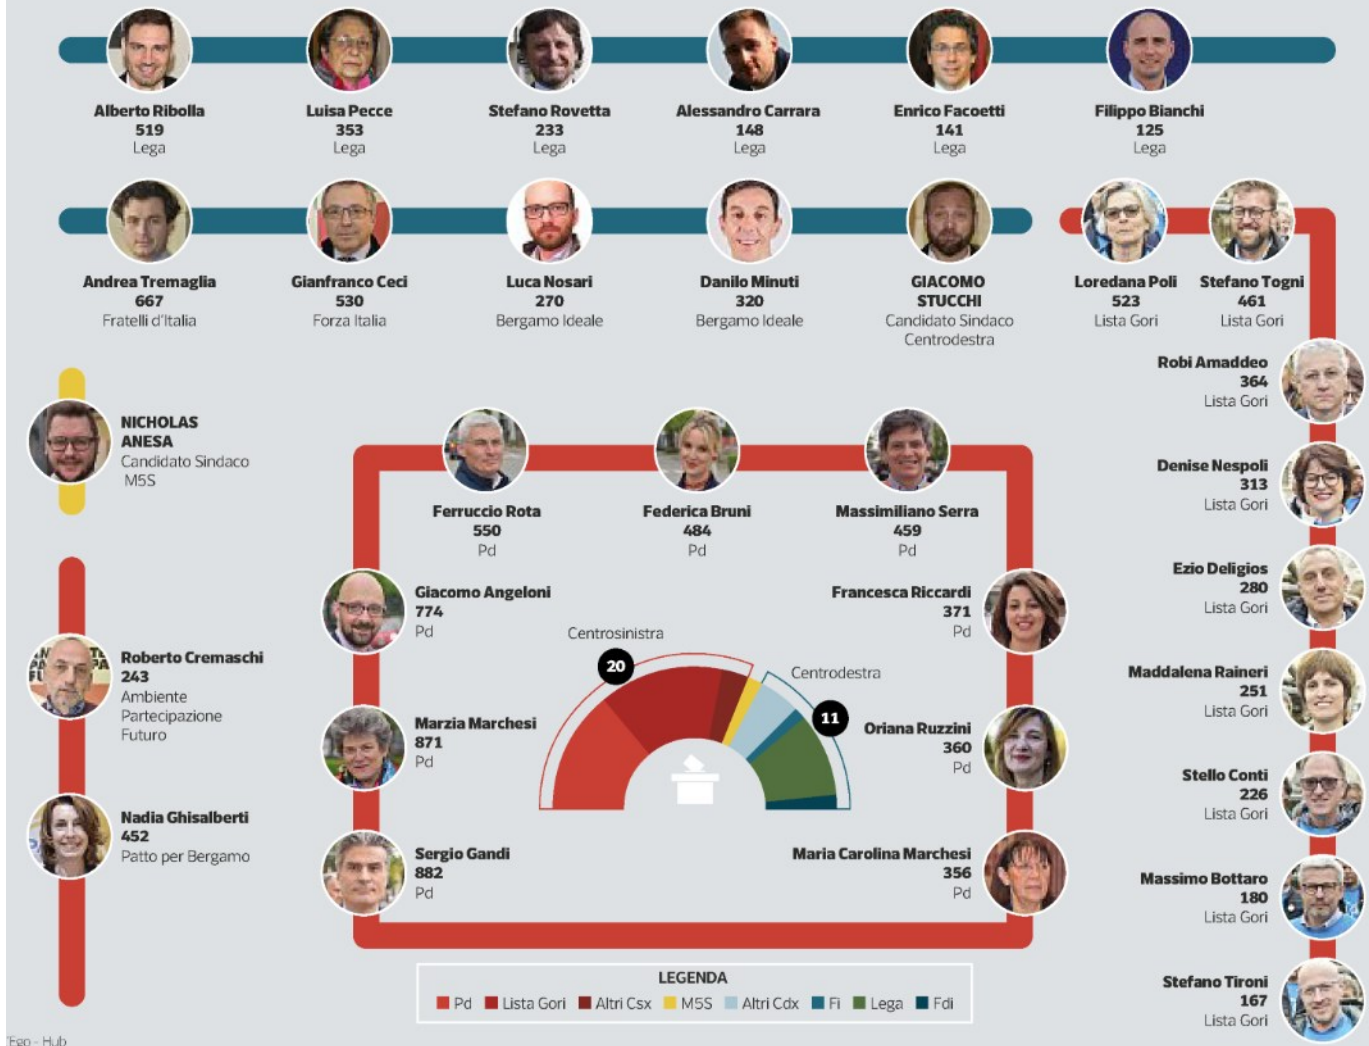 Alberto Ribolla
519
Lega
Luisa Pecce
353
Lega
Stefano Rovetta
233
Lega
Alessandro Carrara
148
Lega
Enrico Facoetti
141
Lega
Filippo Bianchi
125
Lega
Andrea Tremaglia
667
Fratelli d'Italia
Gianfranco Ceci
530
Forza Italia
Luca Nosari
270
Bergamo Ideale
Danilo Minuti
320
Bergamo Ideale
GIACOMO
STUCCHI
Candidato Sindaco
Centrodestra
Loredana Poli
523
Lista Gori
Stefano Togni
461
Lista Gori
Robi Amaddeo
364
Lista Gori
Denise Nespoli
313
Lista Gori
Ezio Deligios
280
Lista Gori
Maddalena Raineri
251
Lista Gori
Stello Conti
226
Lista Gori
Massimo Bottaro
180
Lista Gori
Stefano Tironi
167
Lista Gori
NICHOLAS
ANESA
Candidato Sindaco
M5S
Roberto Cremaschi
243
Ambiente
Partecipazione
Futuro
Nadia Ghisalberti
452
Patto per Bergamo
Ferruccio Rota
550
Pd
Federica Bruni
484
Pd
Massimiliano Serra
459
Pd
Giacomo Angeloni
774
Pd
Francesca Riccardi
371
Pd
Marzia Marchesi
871
Pd
Oriana Ruzzini
360
Pd
Sergio Gandi
882
Pd
Maria Carolina Marchesi
356
Pd
Centrosinistra
20
Centrodestra
11
LEGENDA
Pd Lista Gori Altri Csx M5S Altri Cdx Fi Lega Fdi
'Ego - Hub